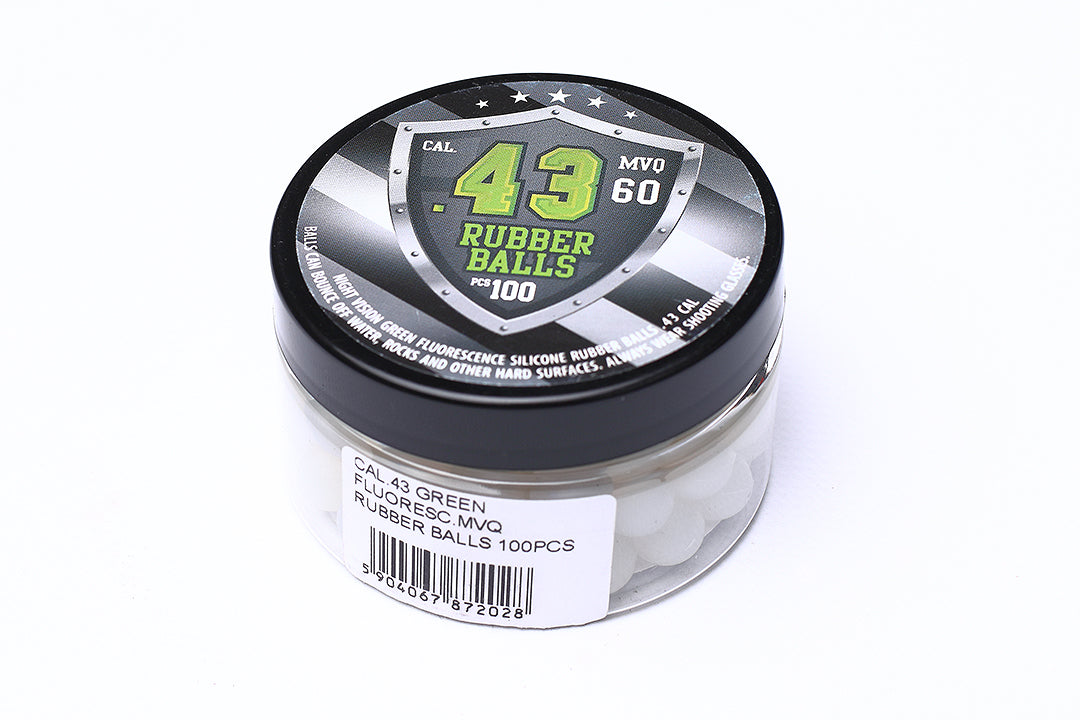 CAL.
.43
MVQ
60
RUBBER
BALLS
PCS 100
NIGHT VISION GREEN FLUORESCENCE SILICONE RUBBER BALLS .43 CAL
BALLS CAN BOUNCE OFF WATER, ROCKS AND OTHER HARD SURFACES. ALWAYS WEAR SHOOTING GLASSES.
CAL.43 GREEN
FLUORESC.MVQ
RUBBER BALLS 100PCS
5 904067 872028